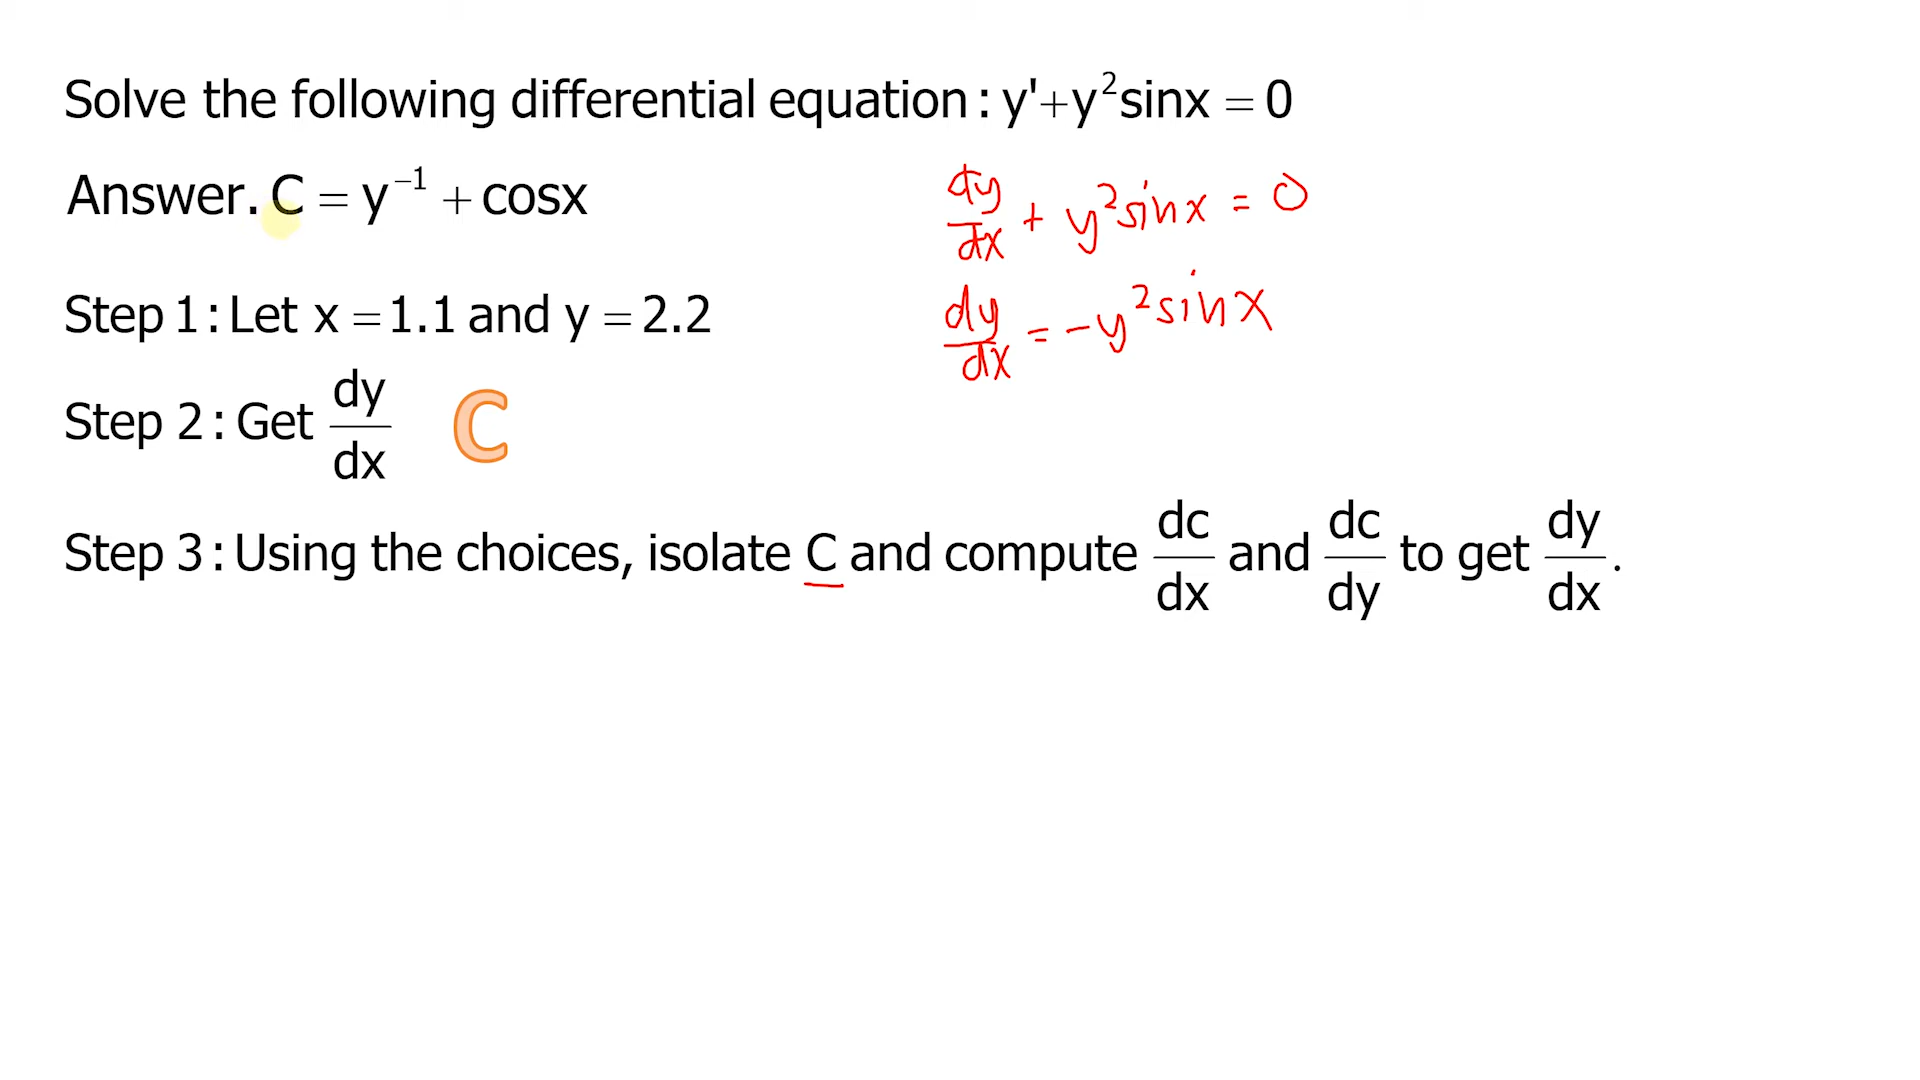 Solve the following differential equation : y'+y²sinx = 0
Answer. C = y⁻¹ + cosx
dy/dx + y²sinx = 0
Step 1 : Let x = 1.1 and y = 2.2
dy/dx = -y²sinx
Step 2 : Get dy/dx C
Step 3 : Using the choices, isolate C and compute dc/dx and dc/dy to get dy/dx.